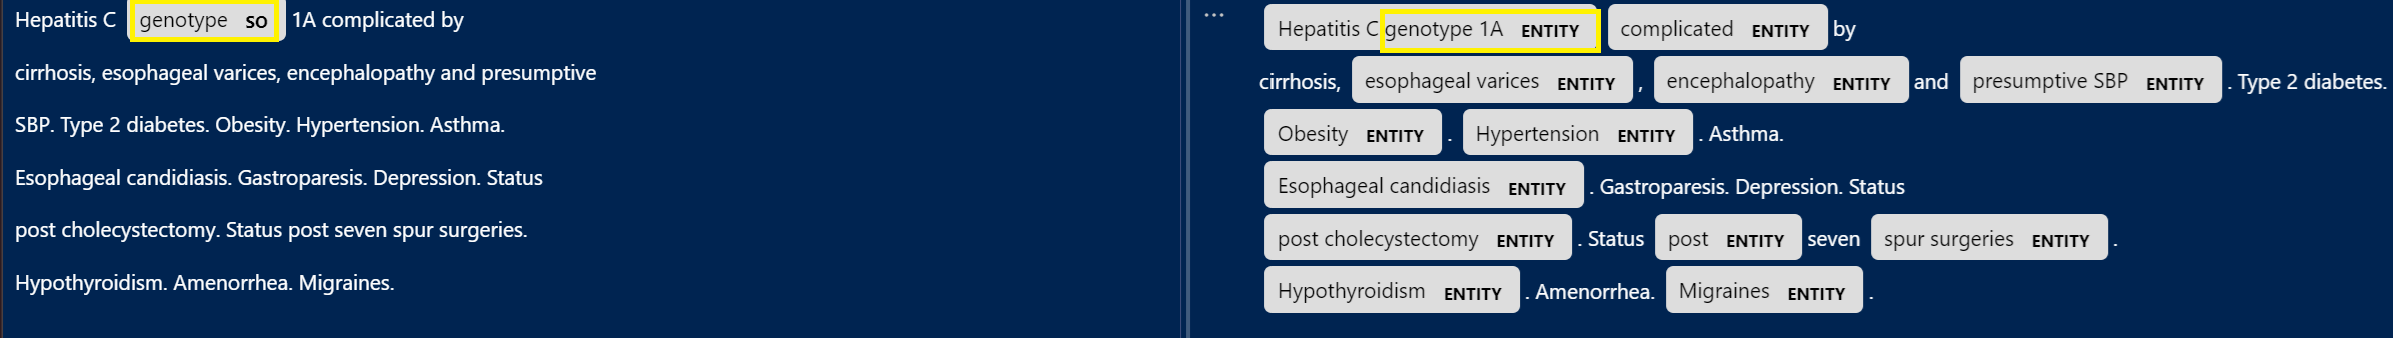 Hepatitis C genotype SO 1A complicated by
cirrhosis, esophageal varices, encephalopathy and presumptive
SBP. Type 2 diabetes. Obesity. Hypertension. Asthma.
Esophageal candidiasis. Gastroparesis. Depression. Status
post cholecystectomy. Status post seven spur surgeries.
Hypothyroidism. Amenorrhea. Migraines.
Hepatitis C genotype 1A ENTITY complicated ENTITY by
cirrhosis, esophageal varices ENTITY , encephalopathy ENTITY and presumptive SBP ENTITY . Type 2 diabetes.
Obesity ENTITY . Hypertension ENTITY . Asthma.
Esophageal candidiasis ENTITY . Gastroparesis. Depression. Status
post cholecystectomy ENTITY . Status post ENTITY seven spur surgeries ENTITY .
Hypothyroidism ENTITY . Amenorrhea. Migraines ENTITY .